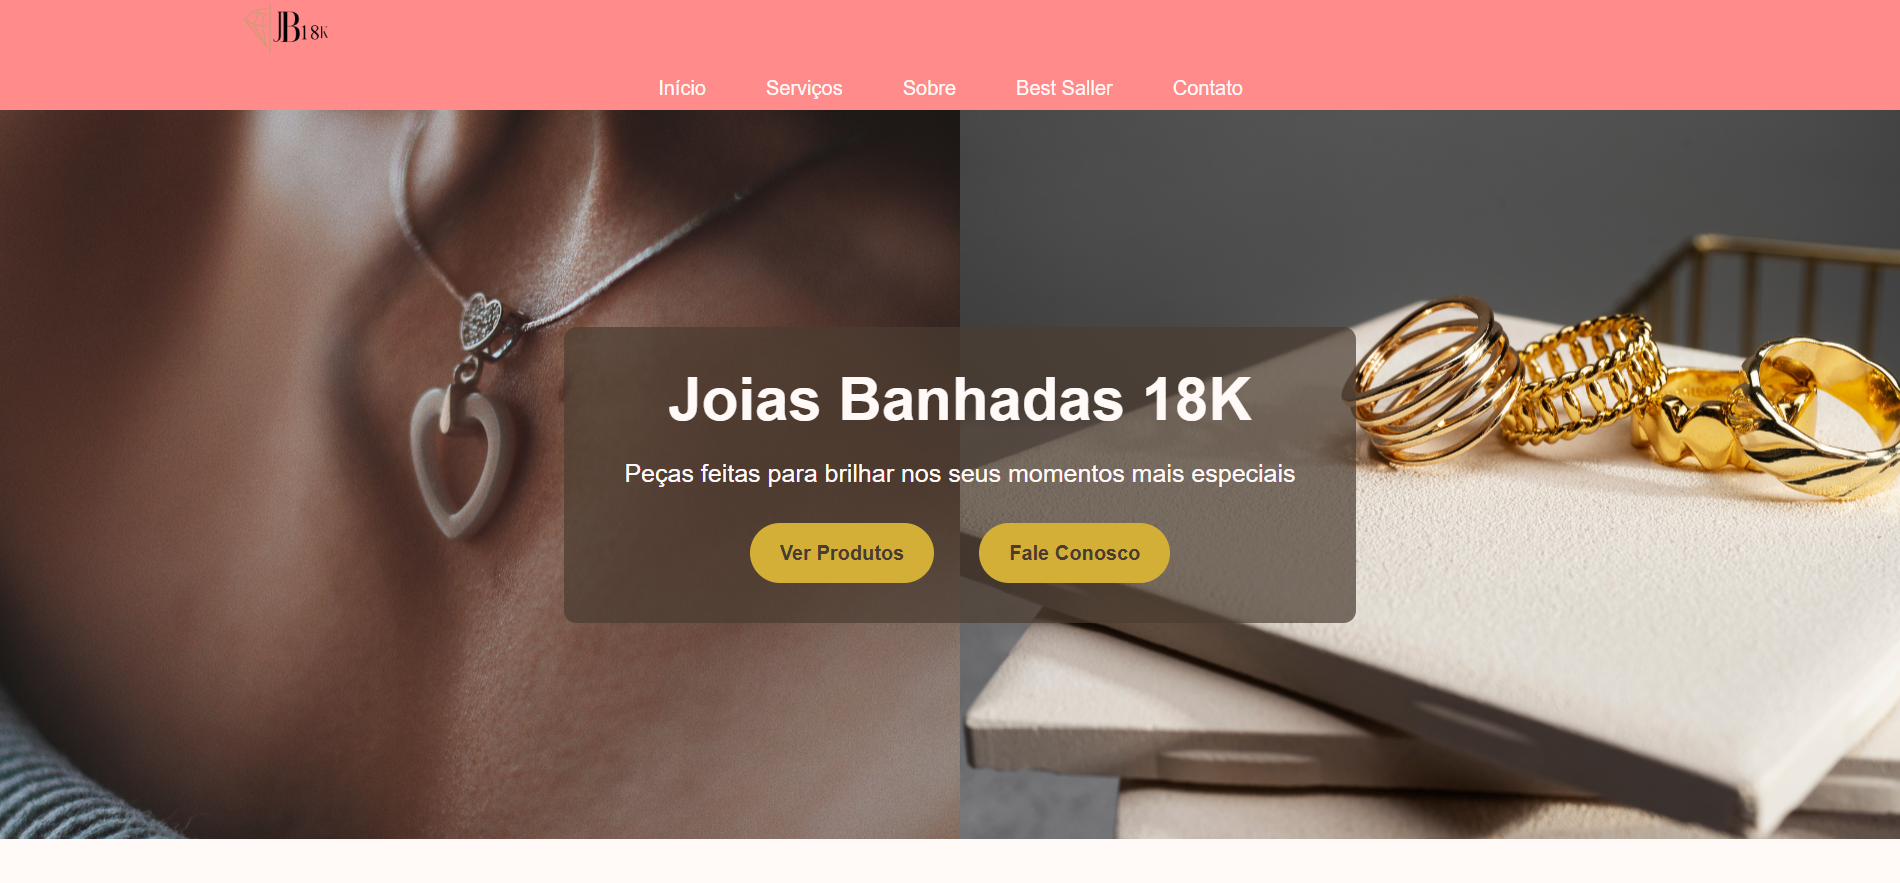 JB18K
Início Serviços Sobre Best Saller Contato
Joias Banhadas 18K
Peças feitas para brilhar nos seus momentos mais especiais
Ver Produtos Fale Conosco